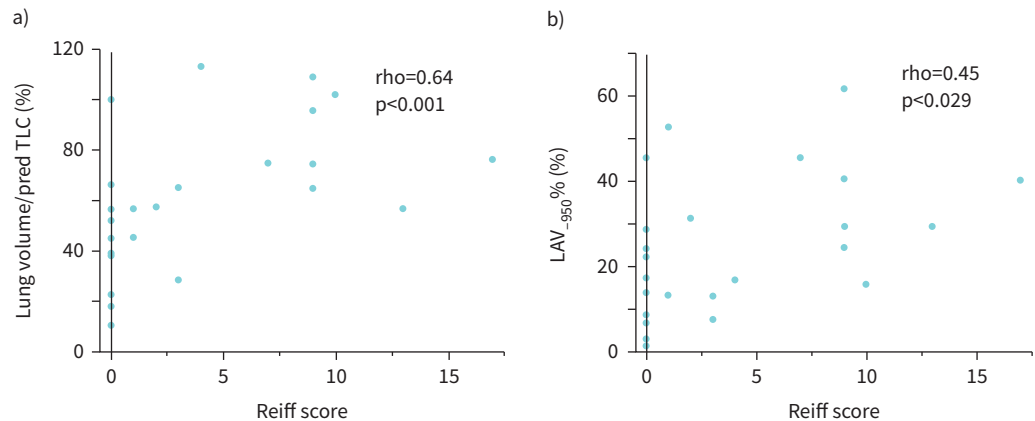 a)
120
80
40
0
Lung volume/pred TLC (%)
rho=0.64
p<0.001
0 5 10 15
Reiff score
b)
60
40
20
0
LAV₋₉₅₀% (%)
rho=0.45
p<0.029
0 5 10 15
Reiff score